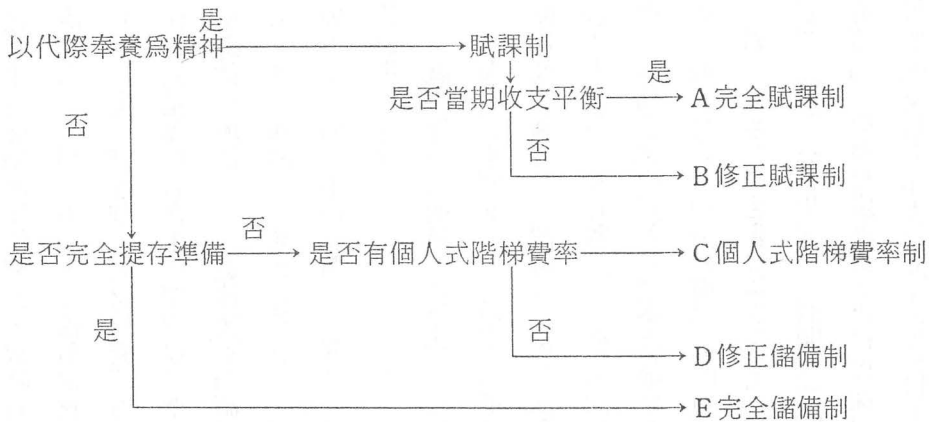 是
以代際奉養爲精神 賦課制
是否當期收支平衡 是 A完全賦課制
否
否
B修正賦課制
是否完全提存準備 否 是否有個人式階梯費率 C個人式階梯費率制
是
否
D修正儲備制
E完全儲備制